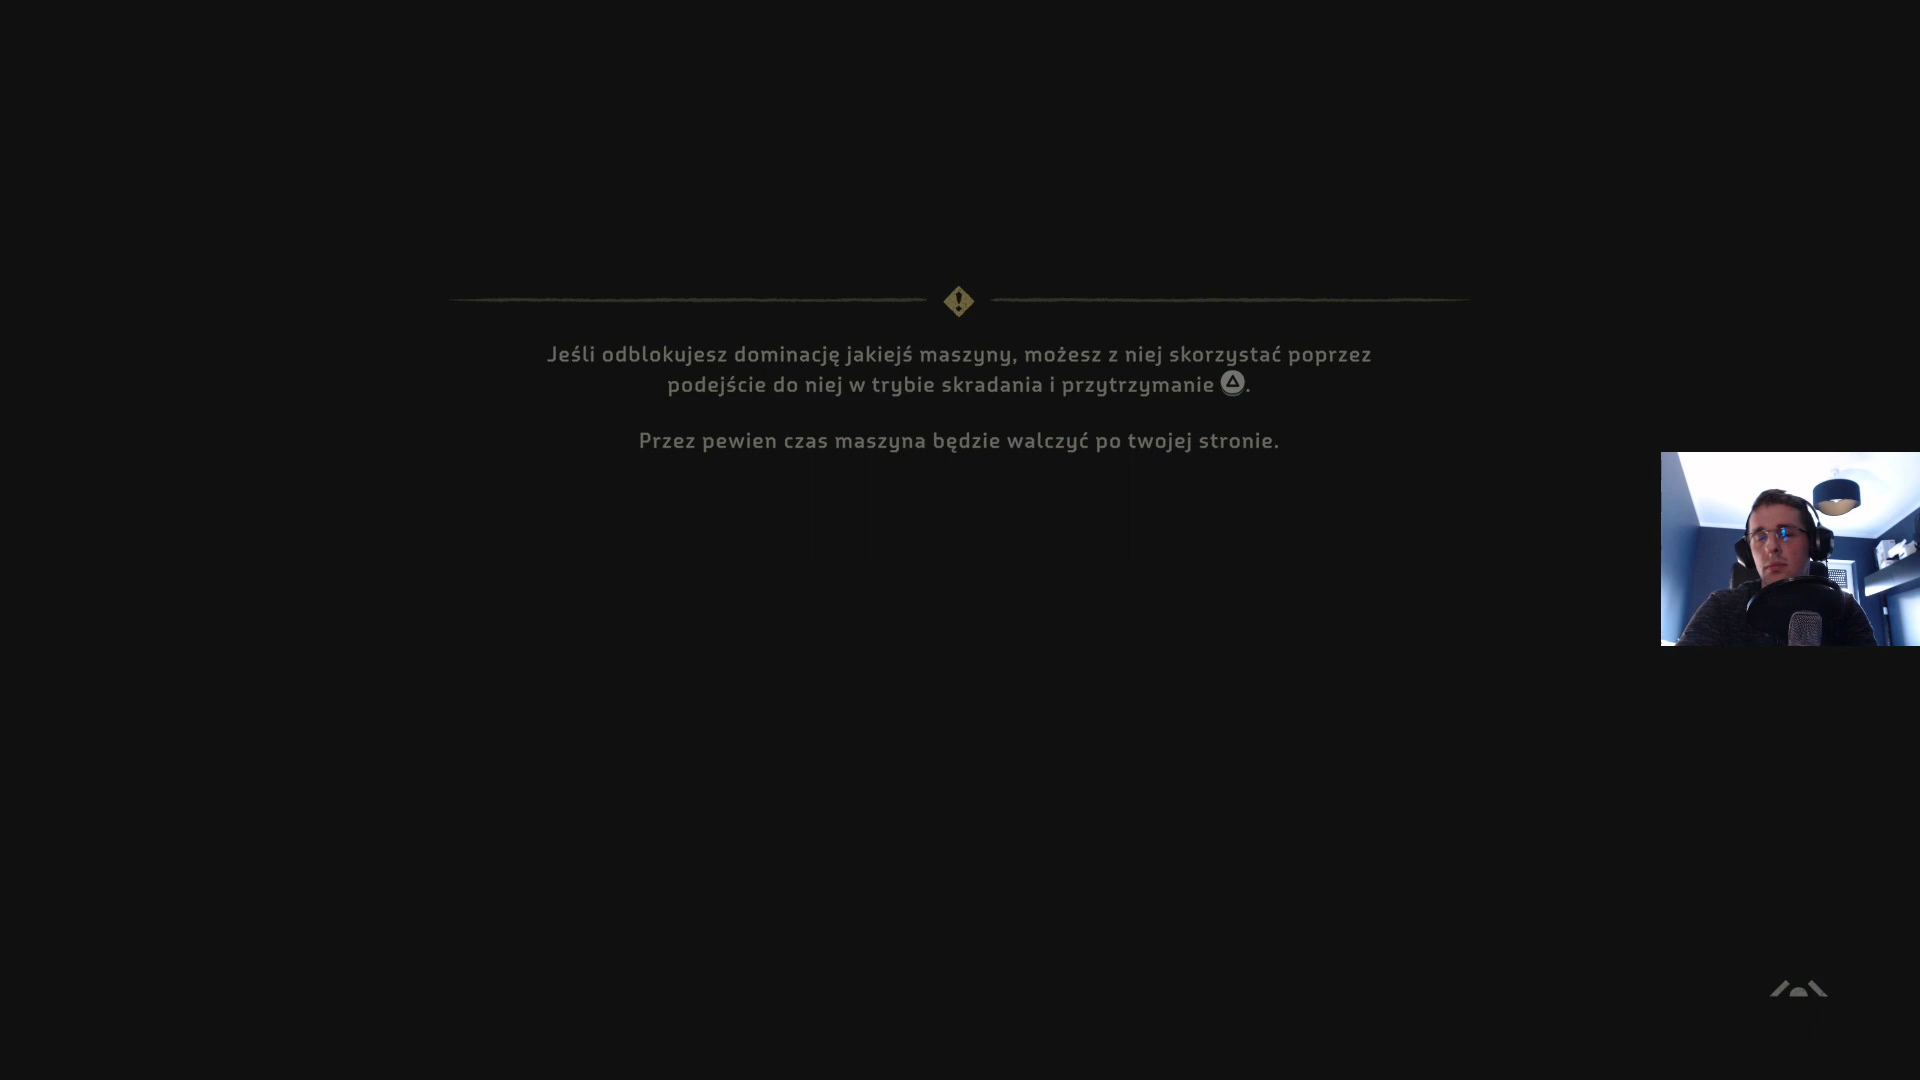 Jeśli odblokujesz dominację jakiejś maszyny, możesz z niej skorzystać poprzez
podejście do niej w trybie skradania i przytrzymanie .
Przez pewien czas maszyna będzie walczyć po twojej stronie.